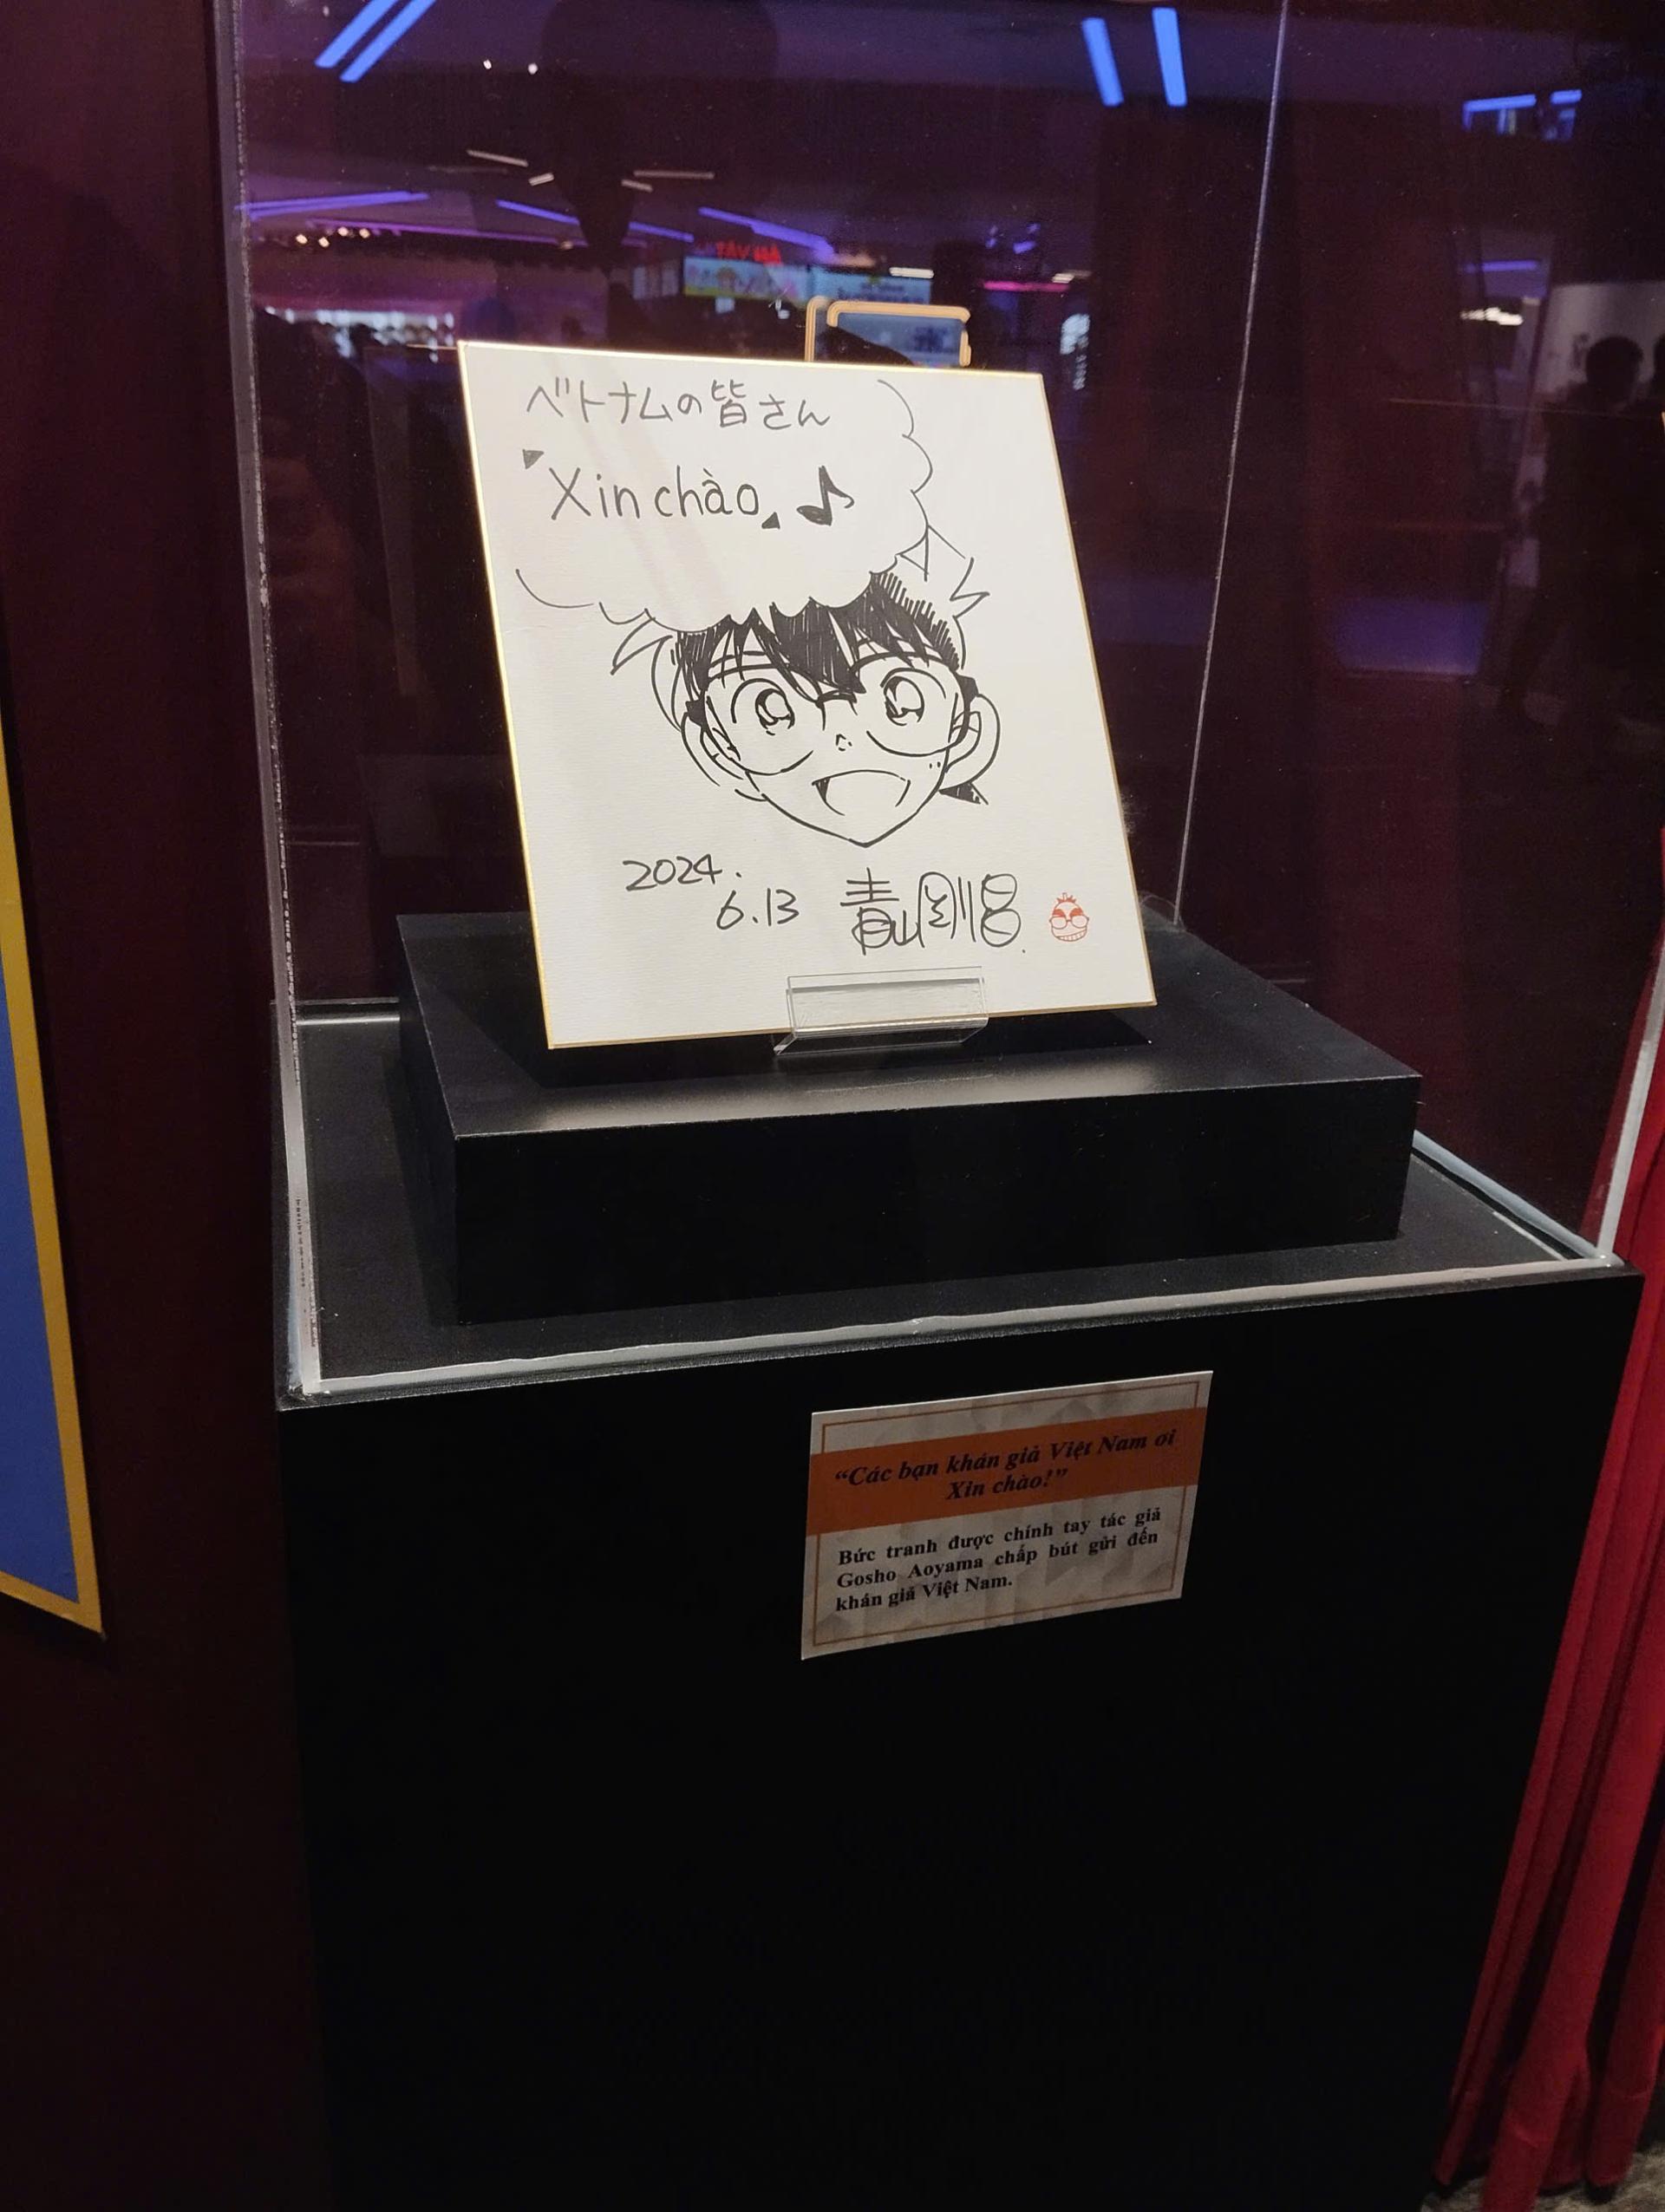 ベトナムの皆さん
"Xin chào„ ♪
2024.
6.13 青山剛昌
“Các bạn khán giả Việt Nam ơi
Xin chào!”
Bức tranh được chính tay tác giả
Gosho Aoyama chấp bút gửi đến
khán giả Việt Nam.